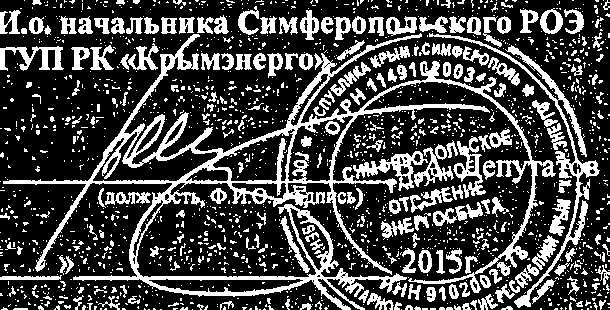 И.о. начальника Симферопольского РОЭ
ГУП РК «Крымэнерго»
Депутатов
(должность, Ф.И.О.,
»
2015г
РЕСПУБЛИКА КРЫМ г.СИМФЕРОПОЛЬ
ОГРН 1149102003423
СИМФЕРОПОЛЬСКОЕ
РАЙОННОЕ
ОТДЕЛЕНИЕ
ЭНЕРГОСБЫТА
ИНН 9102002878